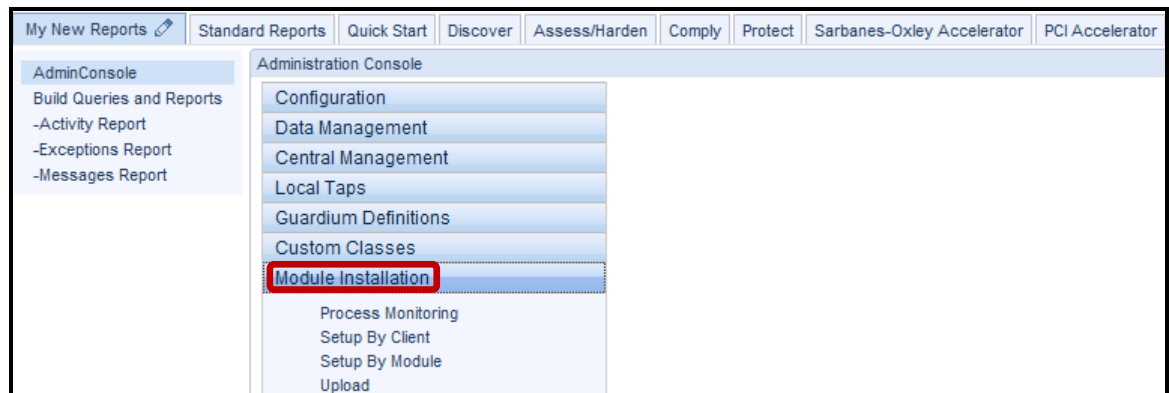 My New Reports Standard Reports Quick Start Discover Assess/Harden Comply Protect Sarbanes-Oxley Accelerator PCI Accelerator
AdminConsole
Build Queries and Reports
-Activity Report
-Exceptions Report
-Messages Report
Administration Console
Configuration
Data Management
Central Management
Local Taps
Guardium Definitions
Custom Classes
Module Installation
Process Monitoring
Setup By Client
Setup By Module
Upload